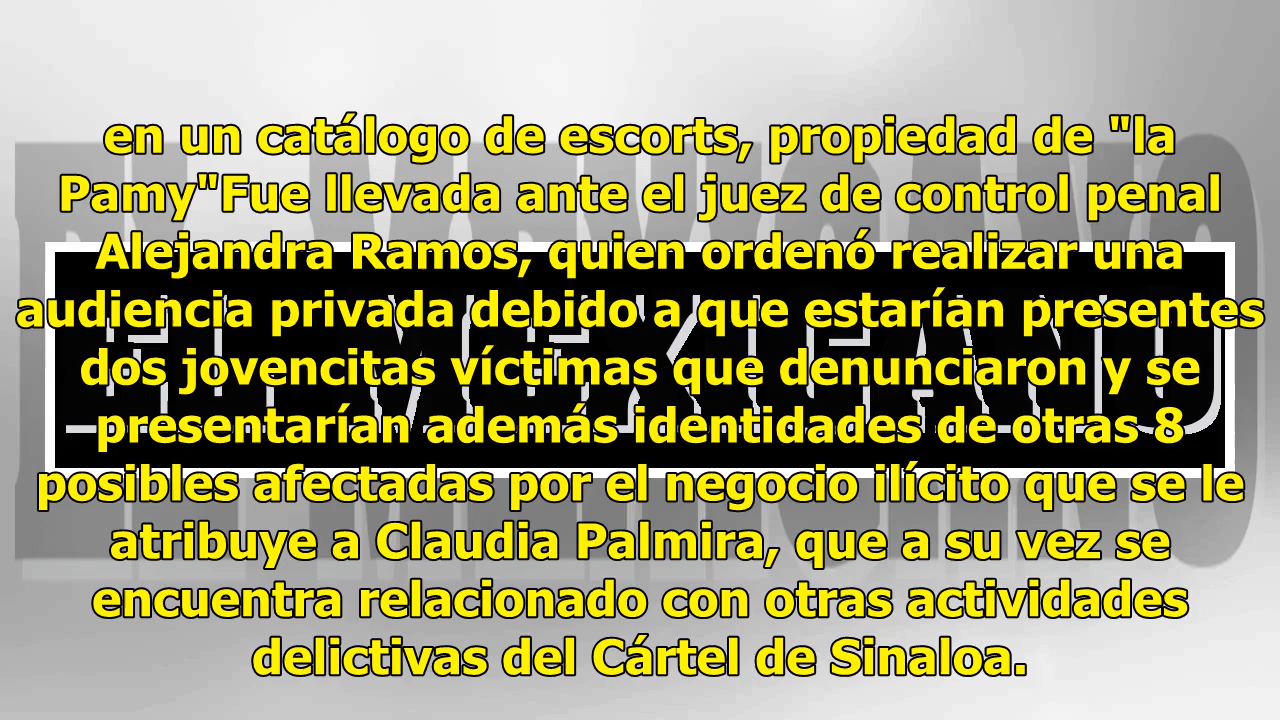 en un catálogo de escorts, propiedad de "la
Pamy"Fue llevada ante el juez de control penal
Alejandra Ramos, quien ordenó realizar una
audiencia privada debido a que estarían presentes
dos jovencitas víctimas que denunciaron y se
presentarían además identidades de otras 8
posibles afectadas por el negocio ilícito que se le
atribuye a Claudia Palmira, que a su vez se
encuentra relacionado con otras actividades
delictivas del Cártel de Sinaloa.
EL MEXICANO